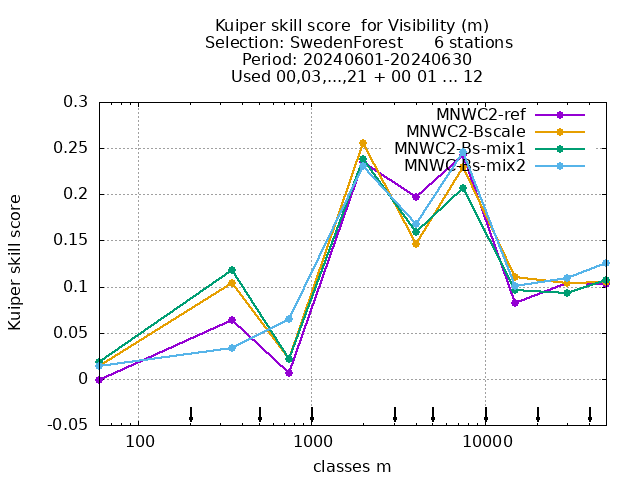 Kuiper skill score  for Visibility (m)
Selection: SwedenForest      6 stations
Period: 20240601-20240630
Used 00,03,...,21 + 00 01 ... 12
MNWC2-ref
MNWC2-Bscale
MNWC2-Bs-mix1
MNWC-Bs-mix2
Kuiper skill score
0.3
0.25
0.2
0.15
0.1
0.05
0
-0.05
100
1000
10000
classes m